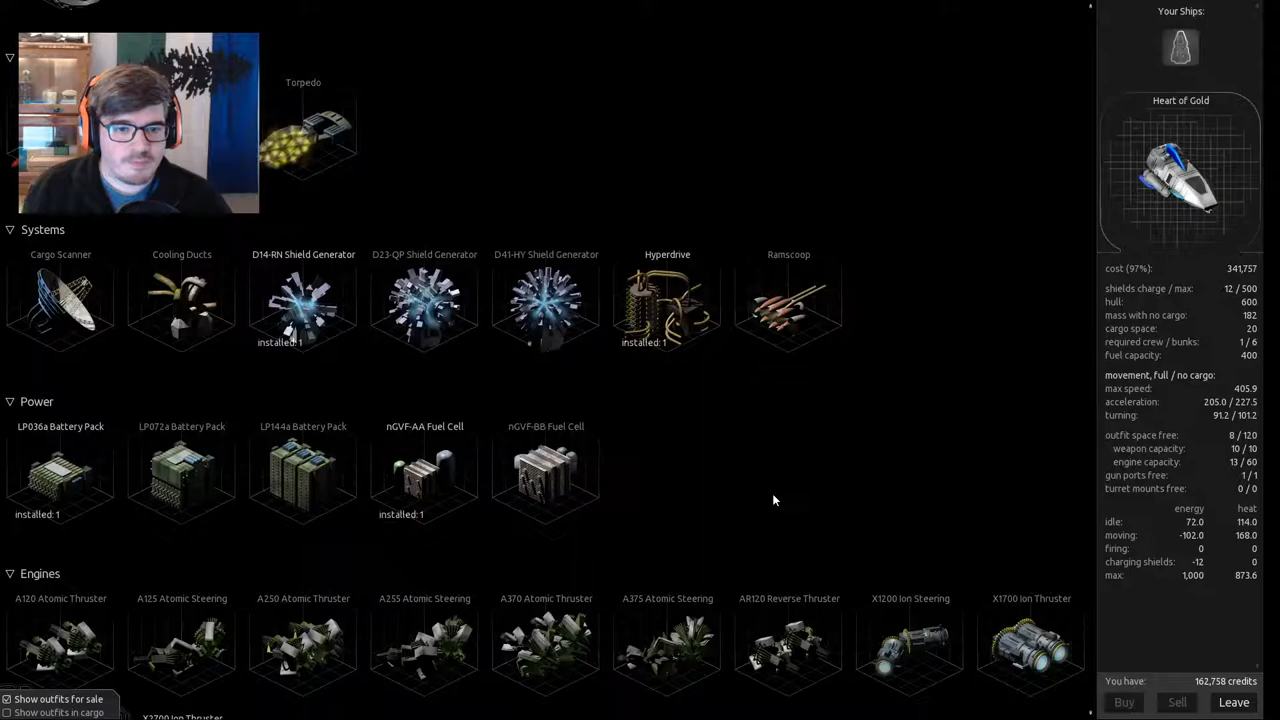 Your Ships:
Heart of Gold
cost (97%): 341,757
shields charge / max: 12 / 500
hull: 600
mass with no cargo: 182
cargo space: 20
required crew / bunks: 1 / 6
fuel capacity: 400
movement, full / no cargo:
max speed: 405.9
acceleration: 205.0 / 227.5
turning: 91.2 / 101.2
outfit space free: 8 / 120
weapon capacity: 10 / 10
engine capacity: 13 / 60
gun ports free: 1 / 1
turret mounts free: 0 / 0
energy heat
idle: 72.0 114.0
moving: -102.0 168.0
firing: 0 0
charging shields: -12 0
max: 1,000 873.6
You have: 162,758 credits
Buy Sell Leave
Torpedo
Systems
Cargo Scanner Cooling Ducts D14-RN Shield Generator D23-QP Shield Generator D41-HY Shield Generator Hyperdrive Ramscoop
installed: 1 installed: 1
Power
LP036a Battery Pack LP072a Battery Pack LP144a Battery Pack nGVF-AA Fuel Cell nGVF-BB Fuel Cell
installed: 1 installed: 1
Engines
A120 Atomic Thruster A125 Atomic Steering A250 Atomic Thruster A255 Atomic Steering A370 Atomic Thruster A375 Atomic Steering AR120 Reverse Thruster X1200 Ion Steering X1700 Ion Thruster
Show outfits for sale
Show outfits in cargo
X2700 Ion Thruster